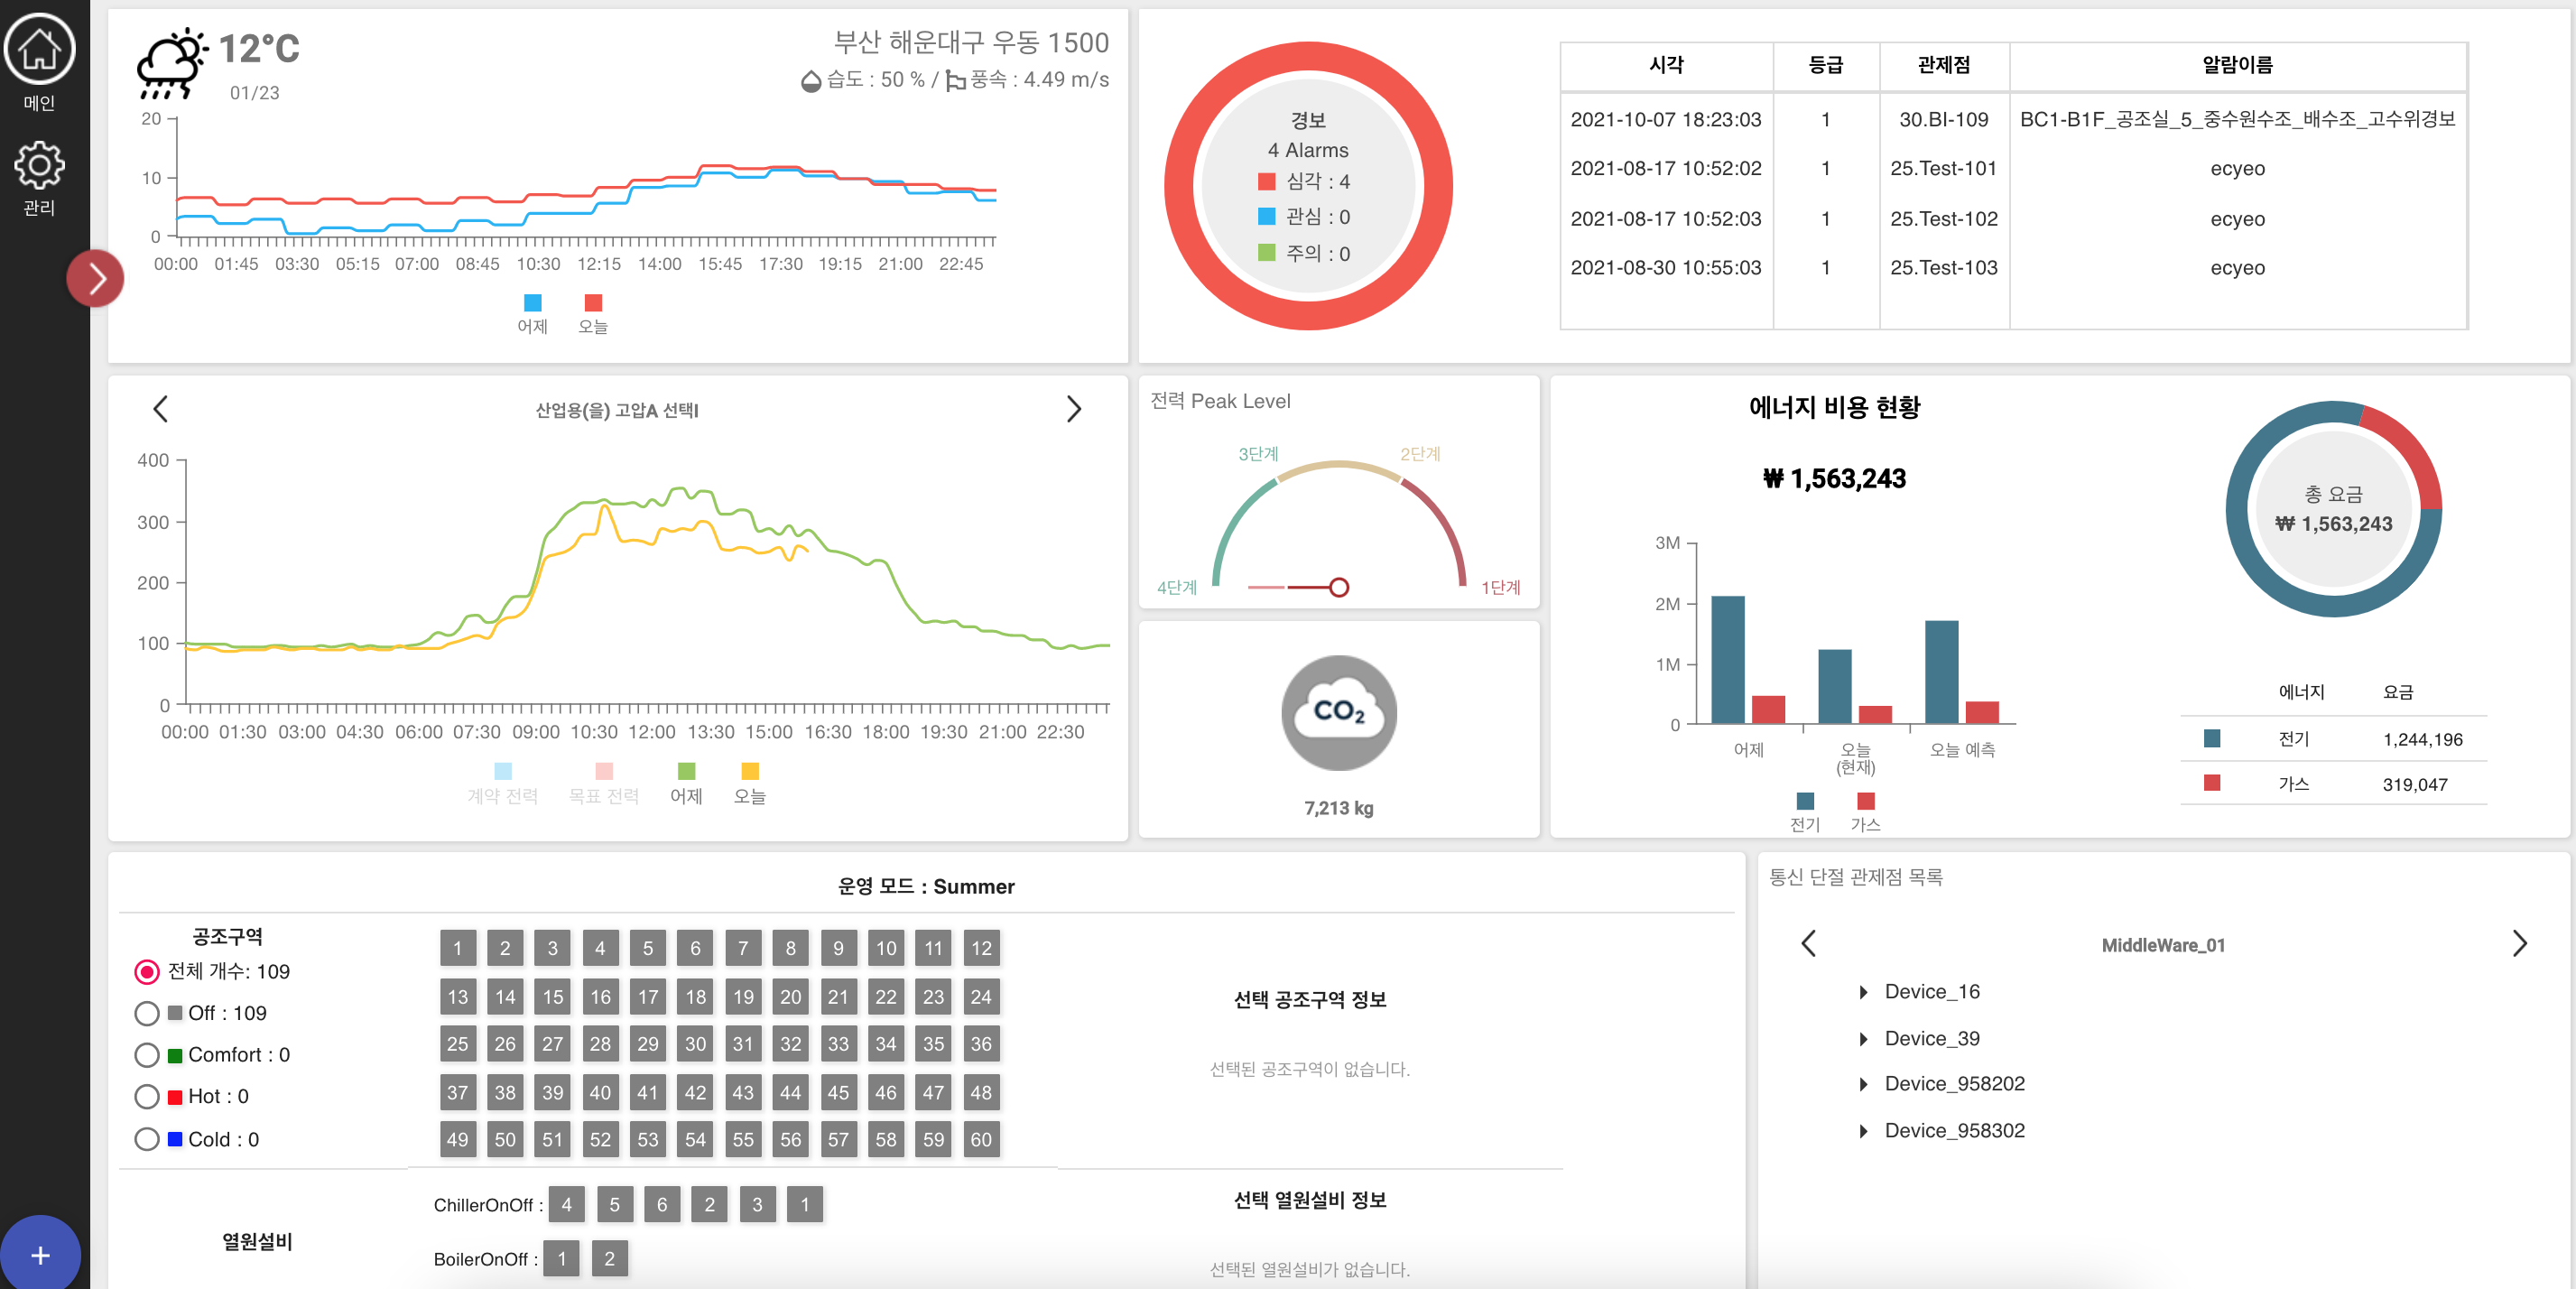 메인
관리
12°C
01/23
부산 해운대구 우동 1500
습도 : 50 % / 풍속 : 4.49 m/s
20
10
0
00:00 01:45 03:30 05:15 07:00 08:45 10:30 12:15 14:00 15:45 17:30 19:15 21:00 22:45
어제 오늘
경보
4 Alarms
심각 : 4
관심 : 0
주의 : 0
시각 등급 관제점 알람이름
2021-10-07 18:23:03 1 30.BI-109 BC1-B1F_공조실_5_중수원수조_배수조_고수위경보
2021-08-17 10:52:02 1 25.Test-101 ecyeo
2021-08-17 10:52:03 1 25.Test-102 ecyeo
2021-08-30 10:55:03 1 25.Test-103 ecyeo
산업용(을) 고압A 선택I
400
300
200
100
0
00:00 01:30 03:00 04:30 06:00 07:30 09:00 10:30 12:00 13:30 15:00 16:30 18:00 19:30 21:00 22:30
계약 전력 목표 전력 어제 오늘
전력 Peak Level
3단계 2단계
4단계 1단계
CO2
7,213 kg
에너지 비용 현황
₩ 1,563,243
3M
2M
1M
0
어제 오늘 오늘 예측
(현재)
전기 가스
총 요금
₩ 1,563,243
에너지 요금
전기 1,244,196
가스 319,047
운영 모드 : Summer
공조구역
전체 개수: 109
Off : 109
Comfort : 0
Hot : 0
Cold : 0
1 2 3 4 5 6 7 8 9 10 11 12
13 14 15 16 17 18 19 20 21 22 23 24
25 26 27 28 29 30 31 32 33 34 35 36
37 38 39 40 41 42 43 44 45 46 47 48
49 50 51 52 53 54 55 56 57 58 59 60
선택 공조구역 정보
선택된 공조구역이 없습니다.
열원설비
ChillerOnOff : 4 5 6 2 3 1
BoilerOnOff : 1 2
선택 열원설비 정보
선택된 열원설비가 없습니다.
통신 단절 관제점 목록
MiddleWare_01
Device_16
Device_39
Device_958202
Device_958302